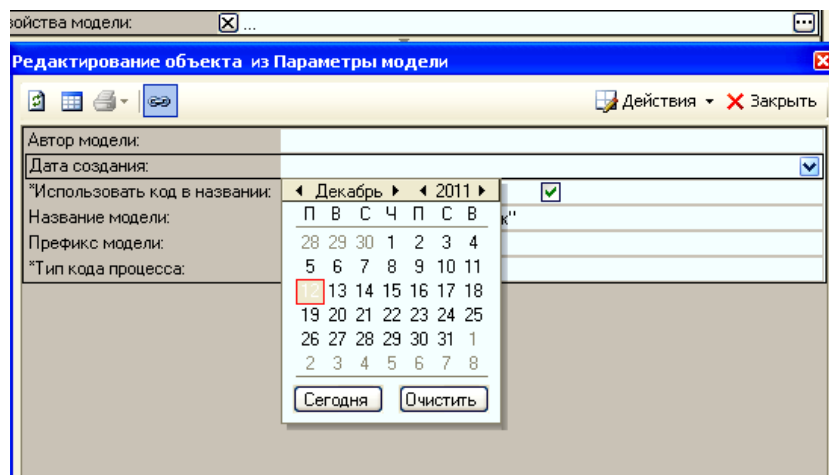 ойства модели: ...
Редактирование объекта из Параметры модели
Действия Закрыть
Автор модели:
Дата создания:
*Использовать код в названии:
Название модели: к"
Префикс модели:
*Тип кода процесса:
Декабрь 2011
П В С Ч П С В
28 29 30 1 2 3 4
5 6 7 8 9 10 11
12 13 14 15 16 17 18
19 20 21 22 23 24 25
26 27 28 29 30 31 1
2 3 4 5 6 7 8
Сегодня Очистить